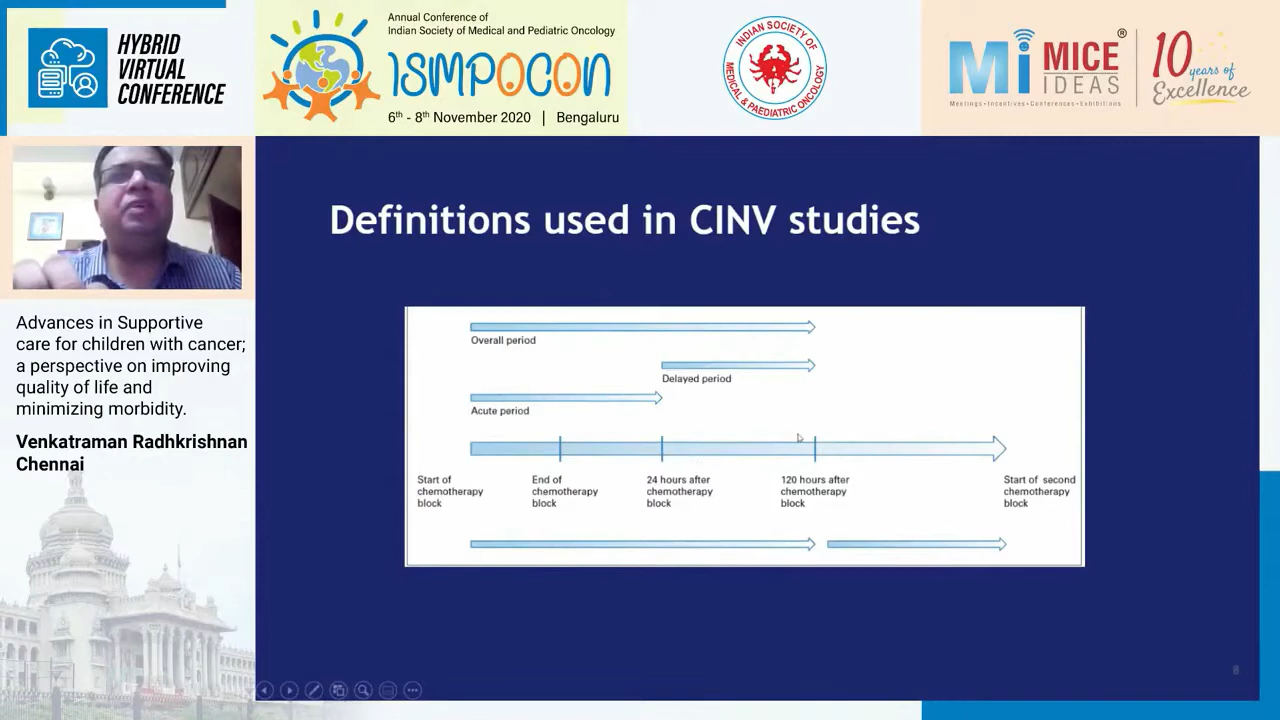 HYBRID
VIRTUAL
CONFERENCE
Annual Conference of
Indian Society of Medical and Pediatric Oncology
ISMPOCON
6th - 8th November 2020 | Bengaluru
INDIAN SOCIETY OF
MEDICAL & PAEDIATRIC ONCOLOGY
Mi MICE
IDEAS
®
Meetings•Incentives•Conferences•Exhibitions
10
years of
Excellence
Advances in Supportive
care for children with cancer;
a perspective on improving
quality of life and
minimizing morbidity.
Venkatraman Radhkrishnan
Chennai
Definitions used in CINV studies
Overall period
Delayed period
Acute period
Start of
chemotherapy
block
End of
chemotherapy
block
24 hours after
chemotherapy
block
120 hours after
chemotherapy
block
Start of second
chemotherapy
block
8